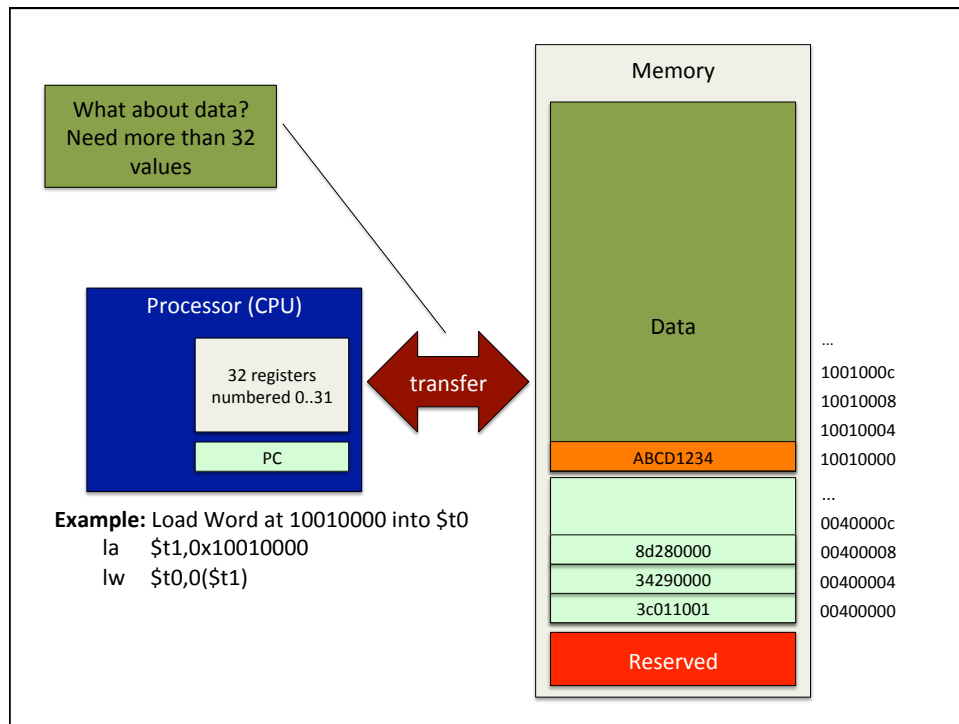 What about data?
Need more than 32
values
Processor (CPU)
32 registers
numbered 0..31
PC
transfer
Example: Load Word at 10010000 into $t0
la $t1,0x10010000
lw $t0,0($t1)
Memory
Data
...
1001000c
10010008
10010004
ABCD1234 10010000
...
0040000c
8d280000 00400008
34290000 00400004
3c011001 00400000
Reserved